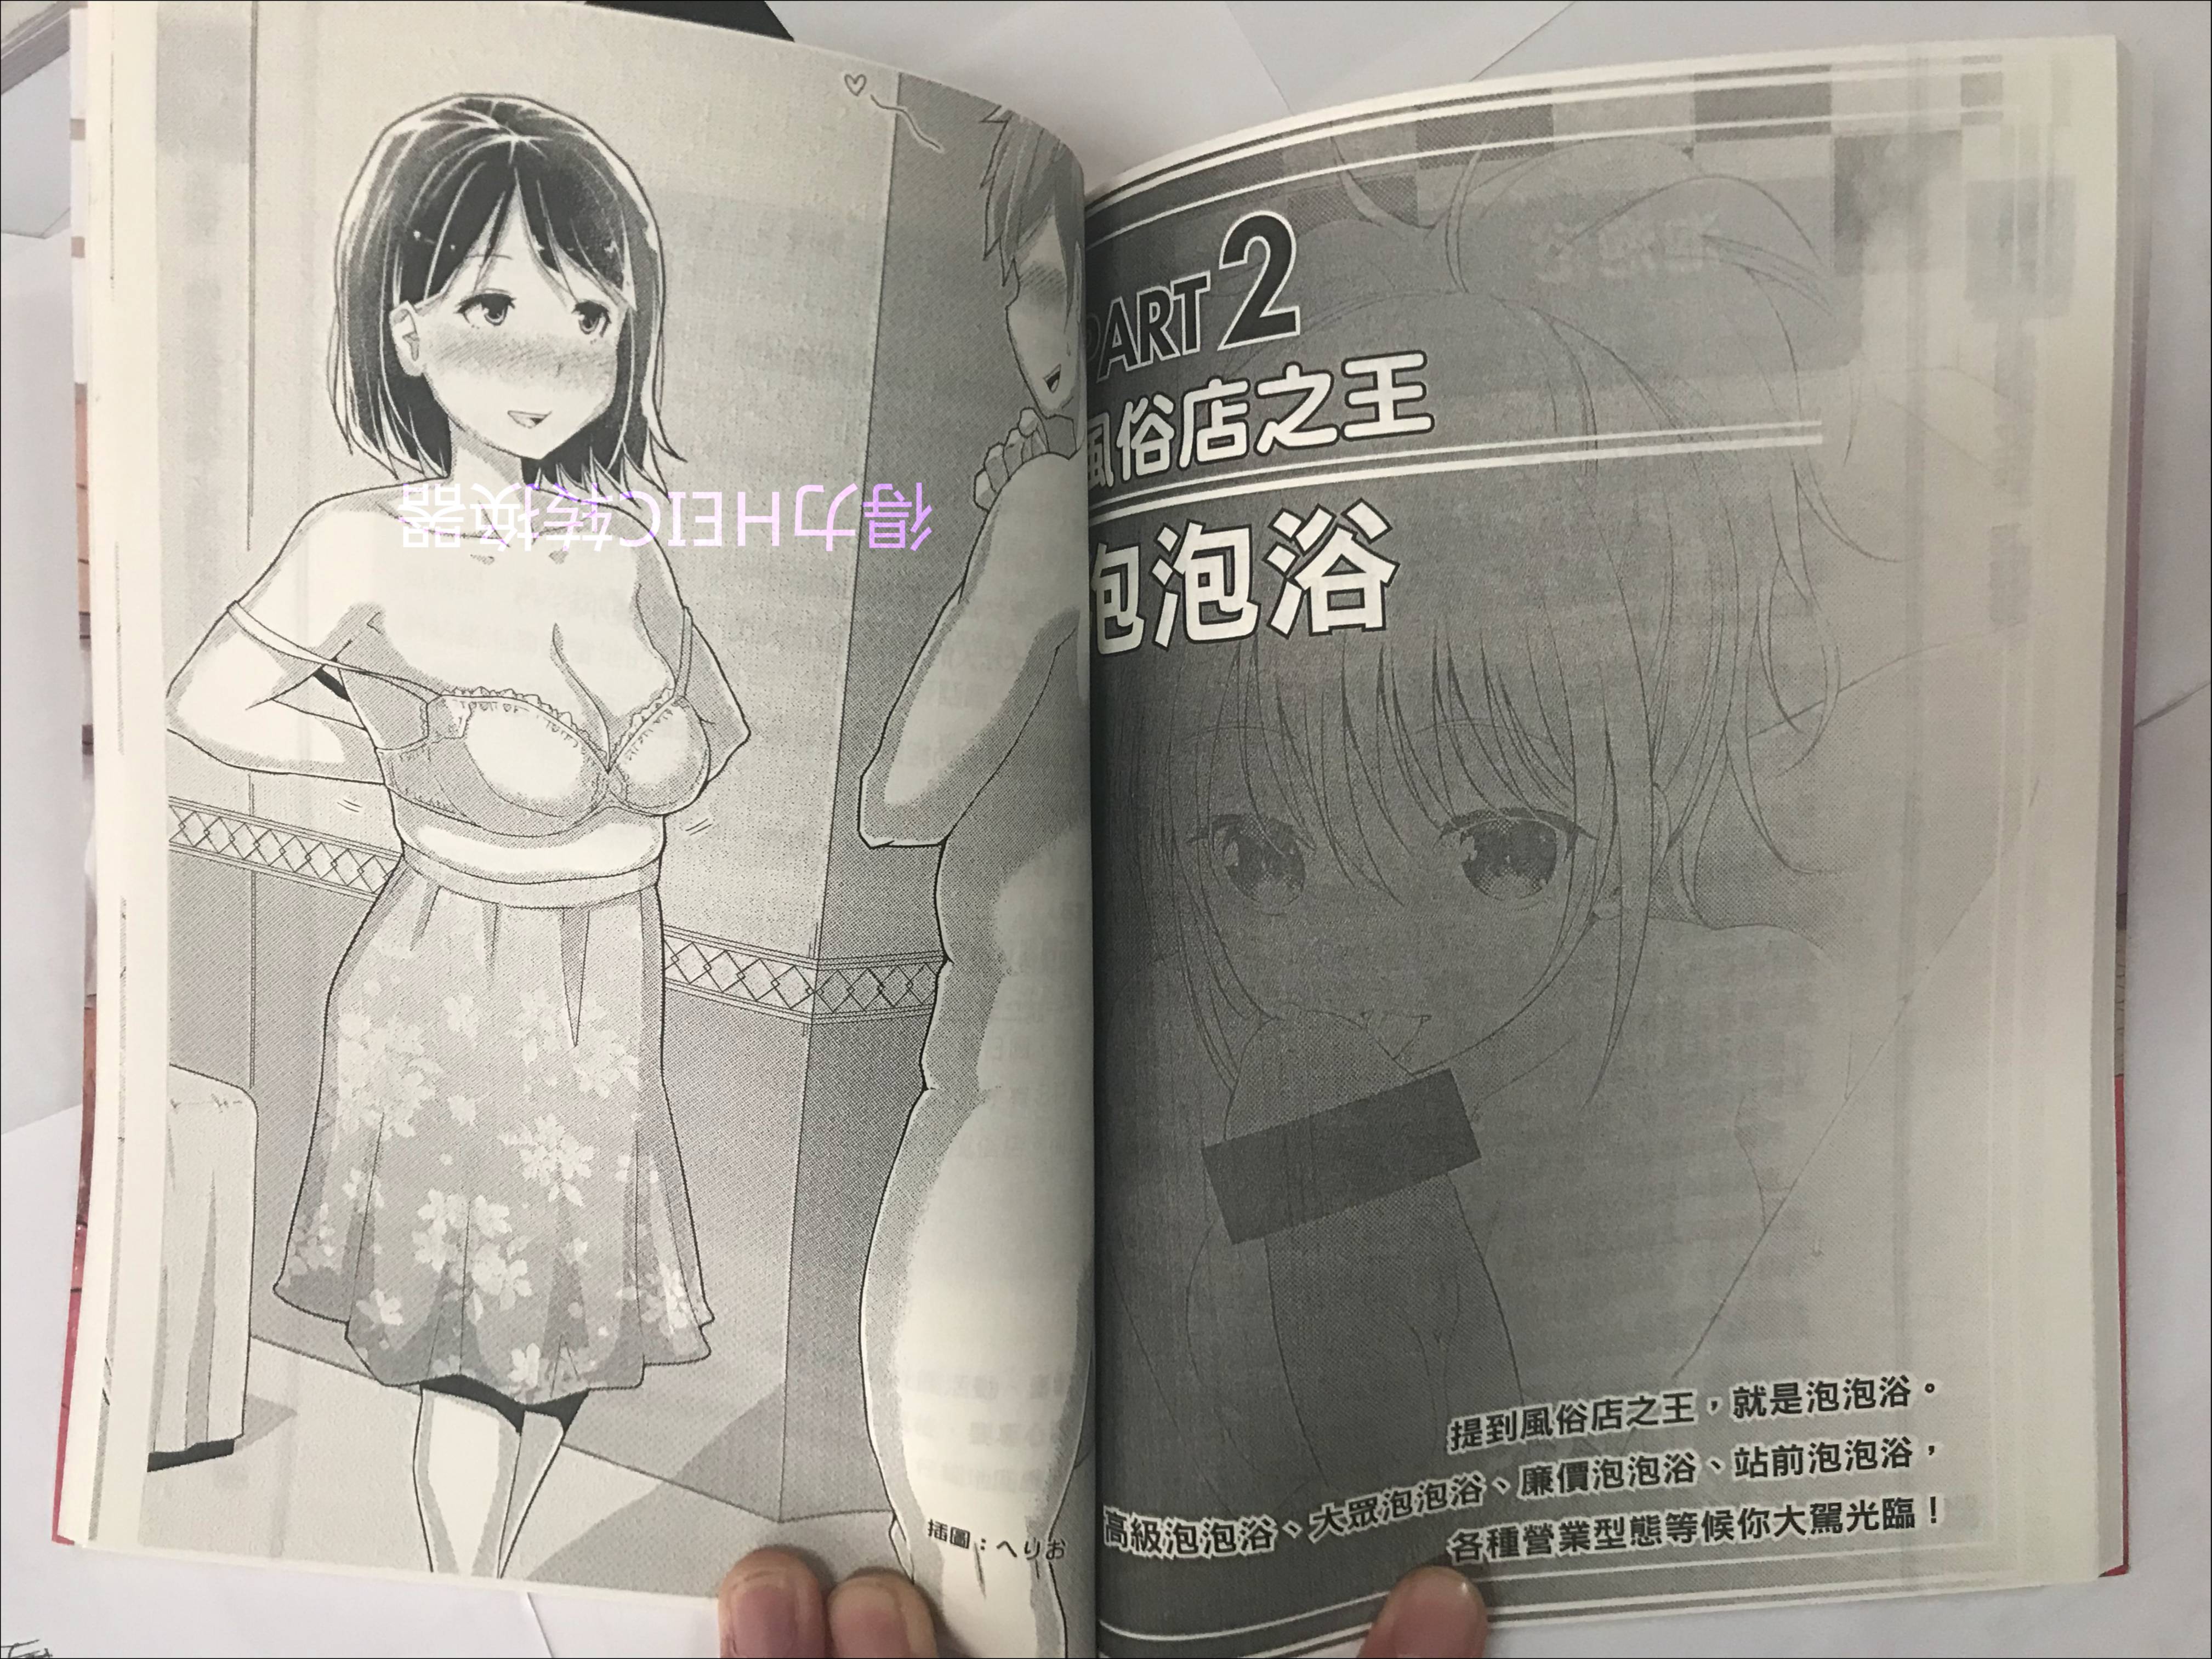 PART 2
風俗店之王
泡泡浴
提到風俗店之王，就是泡泡浴。
高級泡泡浴、大眾泡泡浴、廉價泡泡浴、站前泡泡浴，
各種營業型態等候你大駕光臨！
插圖：へりお
得力HEIC转换器